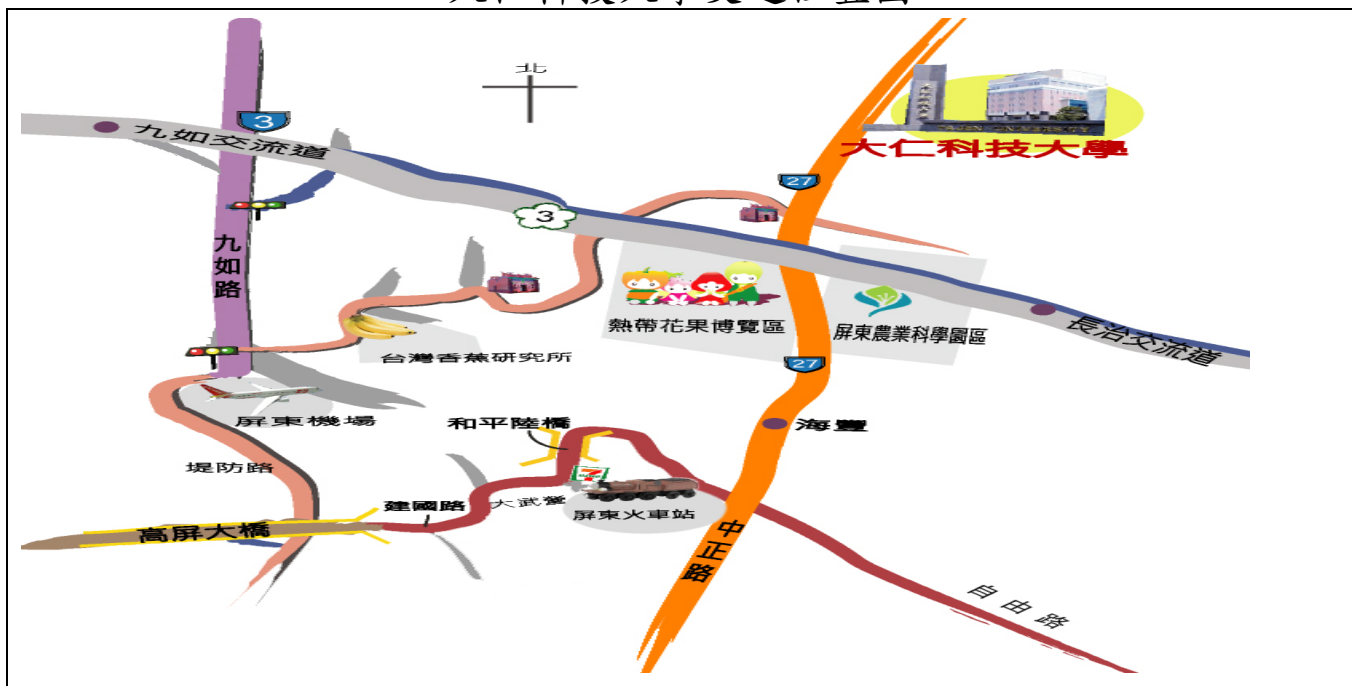 北
3
九如交流道
大仁科技大學
TAJEN UNIVERSITY
27
3
九如路
熱帶花果博覽區
屏東農業科學園區
長治交流道
台灣香蕉研究所
27
屏東機場
和平陸橋
海豐
堤防路
7
建國路
大武營
屏東火車站
高屏大橋
中正路
自由路